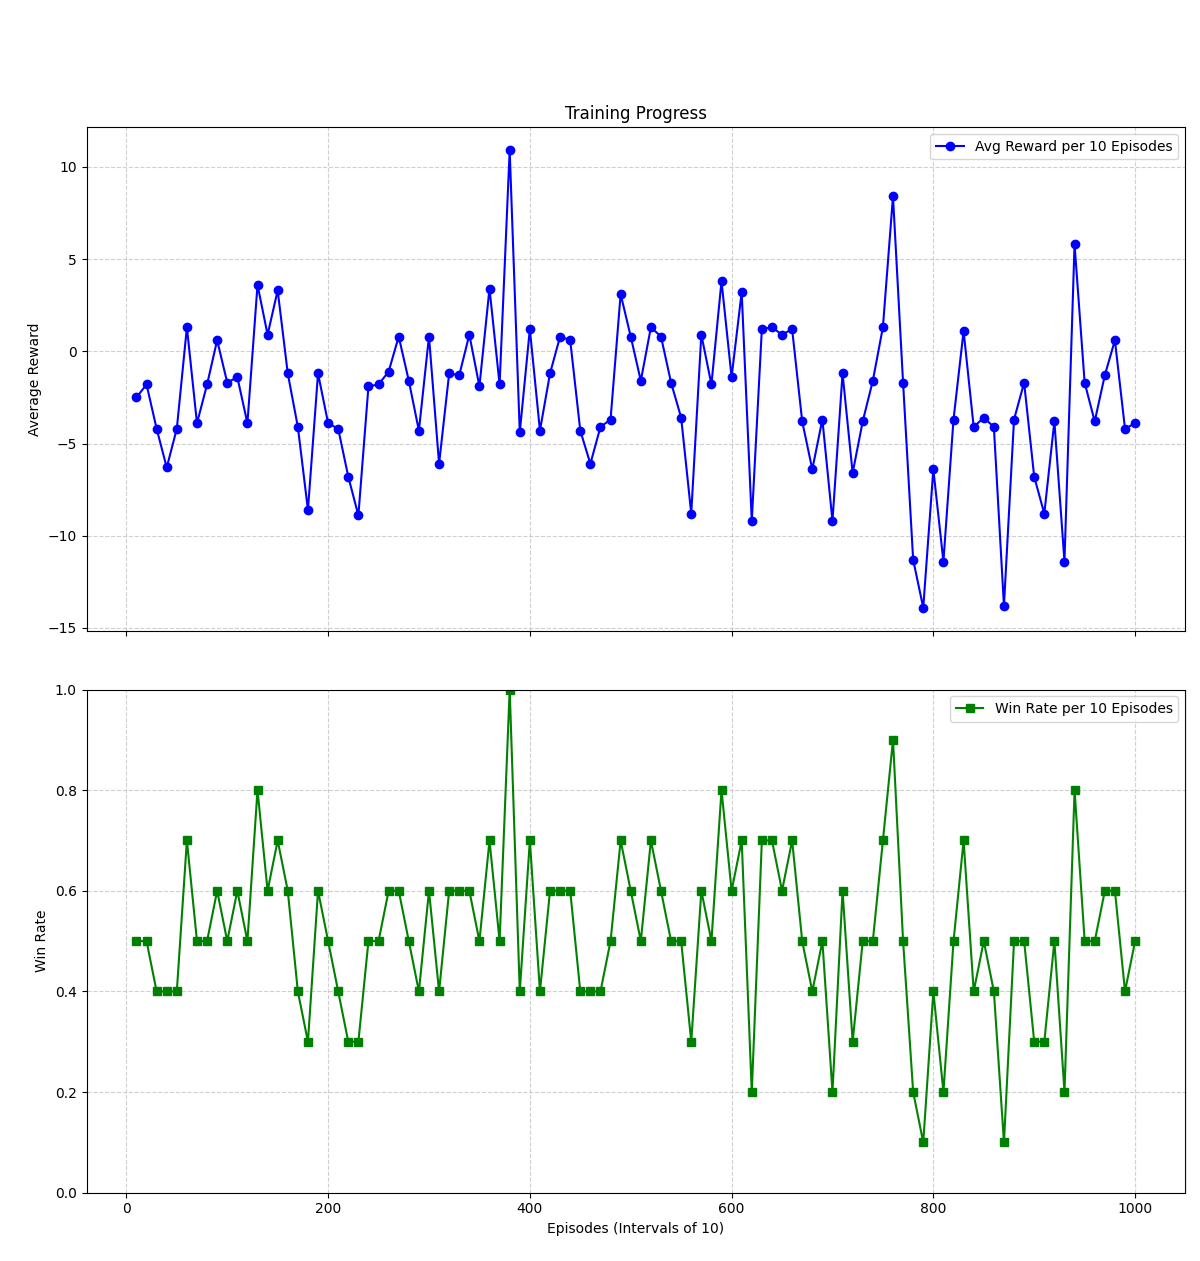 Training Progress
Avg Reward per 10 Episodes
10
5
0
−5
−10
−15
Average Reward
Win Rate per 10 Episodes
1.0
0.8
0.6
0.4
0.2
0.0
Win Rate
0 200 400 600 800 1000
Episodes (Intervals of 10)